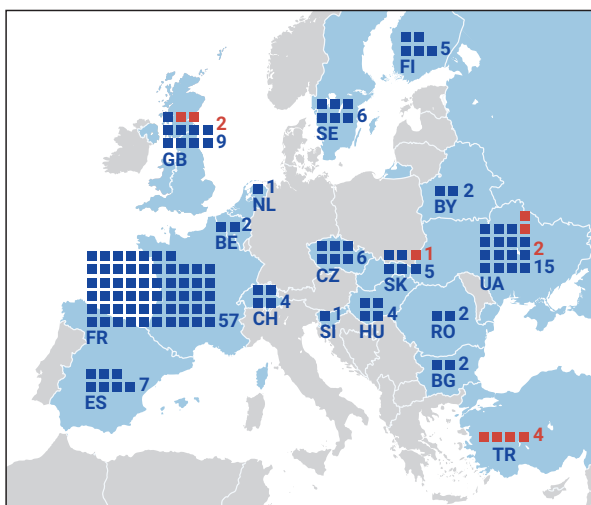 5
FI
6
SE
2
9
GB
1
NL
2
BY
2
BE
6
CZ
1
5
SK
2
15
UA
57
FR
4
CH
1
SI
4
HU
2
RO
2
BG
7
ES
4
TR